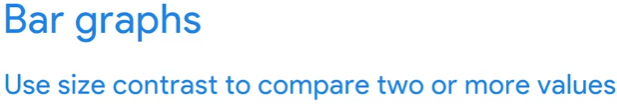 Bar graphs
Use size contrast to compare two or more values